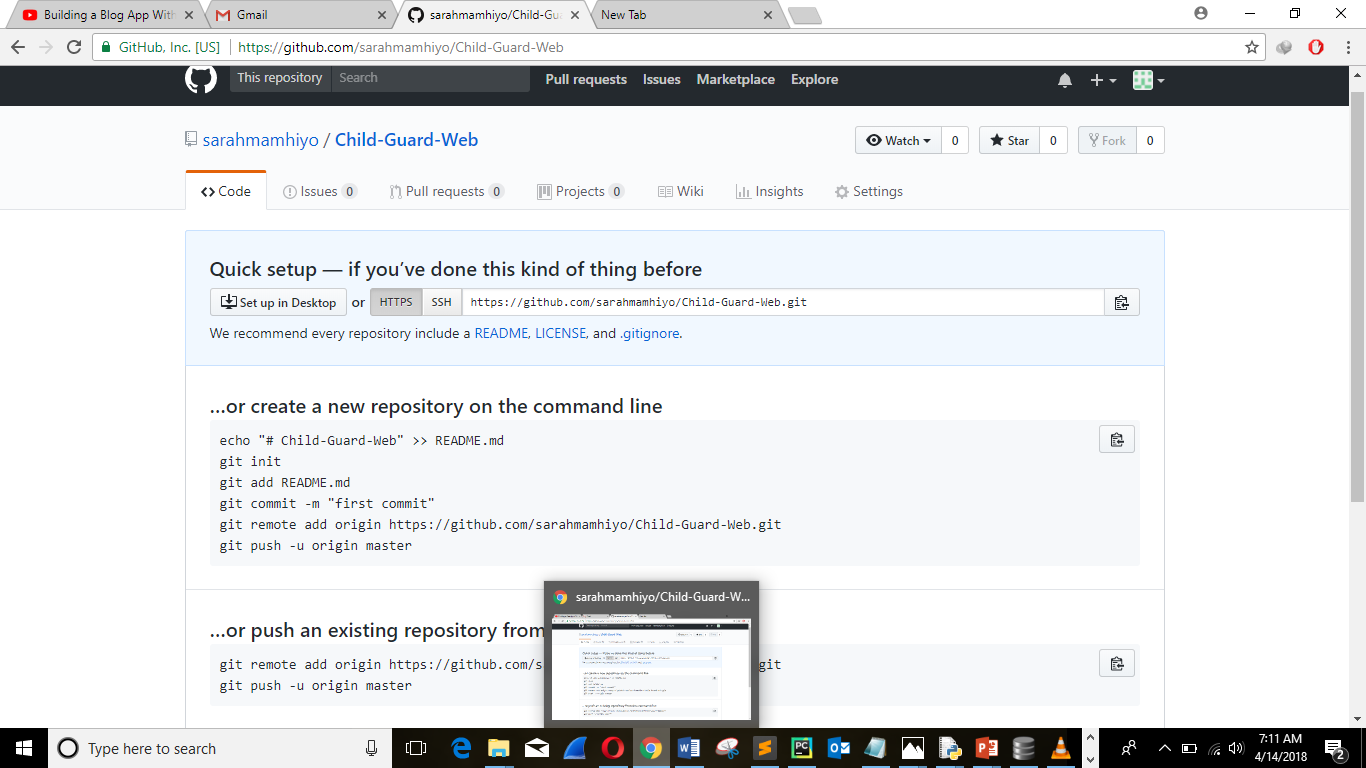 Building a Blog App With
Gmail
sarahmamhiyo/Child-Gu
New Tab
GitHub, Inc. [US]
https://github.com/sarahmamhiyo/Child-Guard-Web
This repository
Search
Pull requests
Issues
Marketplace
Explore
sarahmamhiyo / Child-Guard-Web
Watch 0
Star 0
Fork 0
Code
Issues 0
Pull requests 0
Projects 0
Wiki
Insights
Settings
Quick setup — if you’ve done this kind of thing before
Set up in Desktop or HTTPS SSH https://github.com/sarahmamhiyo/Child-Guard-Web.git
We recommend every repository include a README, LICENSE, and .gitignore.
…or create a new repository on the command line
echo "# Child-Guard-Web" >> README.md
git init
git add README.md
git commit -m "first commit"
git remote add origin https://github.com/sarahmamhiyo/Child-Guard-Web.git
git push -u origin master
sarahmamhiyo/Child-Guard-W...
…or push an existing repository from
git remote add origin https://github.com/s
git
git push -u origin master
Type here to search
7:11 AM
4/14/2018
2